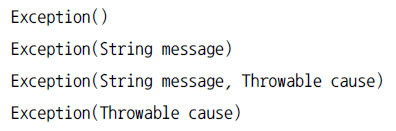 Exception()
Exception(String message)
Exception(String message, Throwable cause)
Exception(Throwable cause)